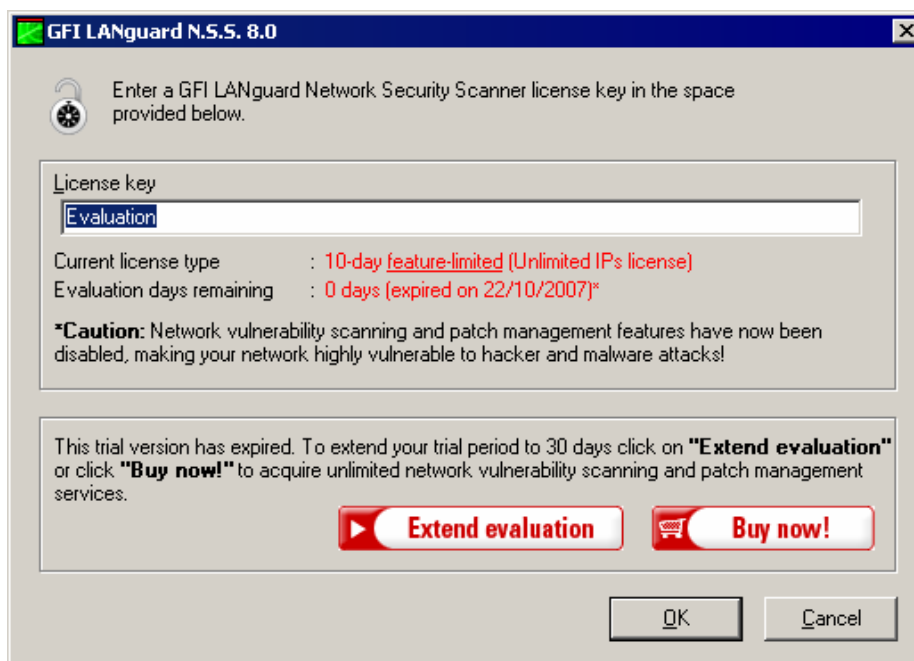 GFI LANguard N.S.S. 8.0
Enter a GFI LANguard Network Security Scanner license key in the space
provided below.
License key
Evaluation
Current license type : 10-day feature-limited (Unlimited IPs license)
Evaluation days remaining : 0 days (expired on 22/10/2007)*
*Caution: Network vulnerability scanning and patch management features have now been
disabled, making your network highly vulnerable to hacker and malware attacks!
This trial version has expired. To extend your trial period to 30 days click on "Extend evaluation"
or click "Buy now!" to acquire unlimited network vulnerability scanning and patch management
services.
Extend evaluation Buy now!
OK Cancel